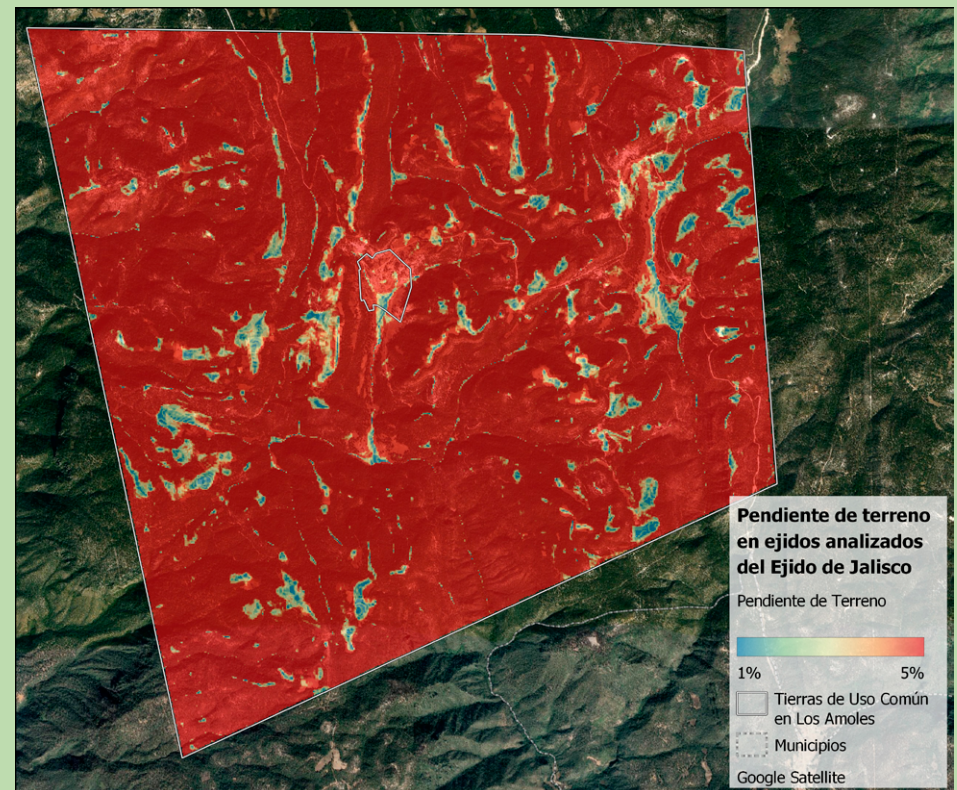 Pendiente de terreno
en ejidos analizados
del Ejido de Jalisco
Pendiente de Terreno
1% 5%
Tierras de Uso Común
en Los Amoles
Municipios
Google Satellite